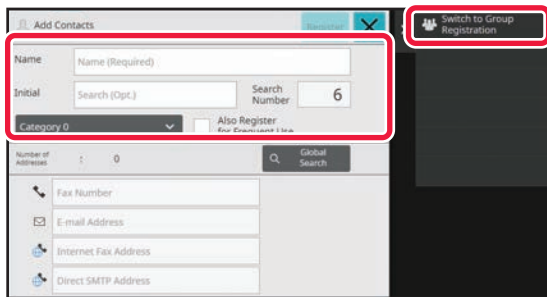 Add Contacts
Register
Switch to Group
Registration
Name
Name (Required)
Initial
Search (Opt.)
Search
Number
6
Category 0
Also Register
for Frequent Use
Number of
Addresses
:
0
Global
Search
Fax Number
E-mail Address
Internet Fax Address
Direct SMTP Address